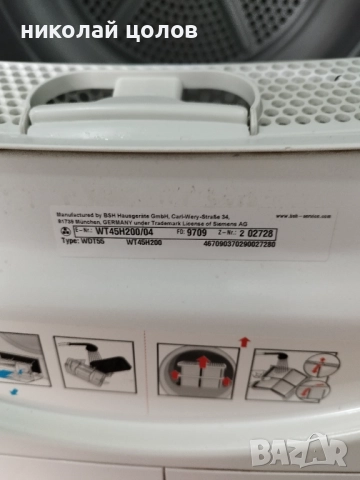 николай цолов
Manufactured by BSH Hausgeräte GmbH, Carl-Wery-Straße 34,
81739 München, GERMANY under Trademark License of Siemens AG
E-Nr.: WT45H200/04 FD: 9709 Z-Nr.: 2 02728
Type: WDT55 WT45H200 467090370290027280
BAZAR